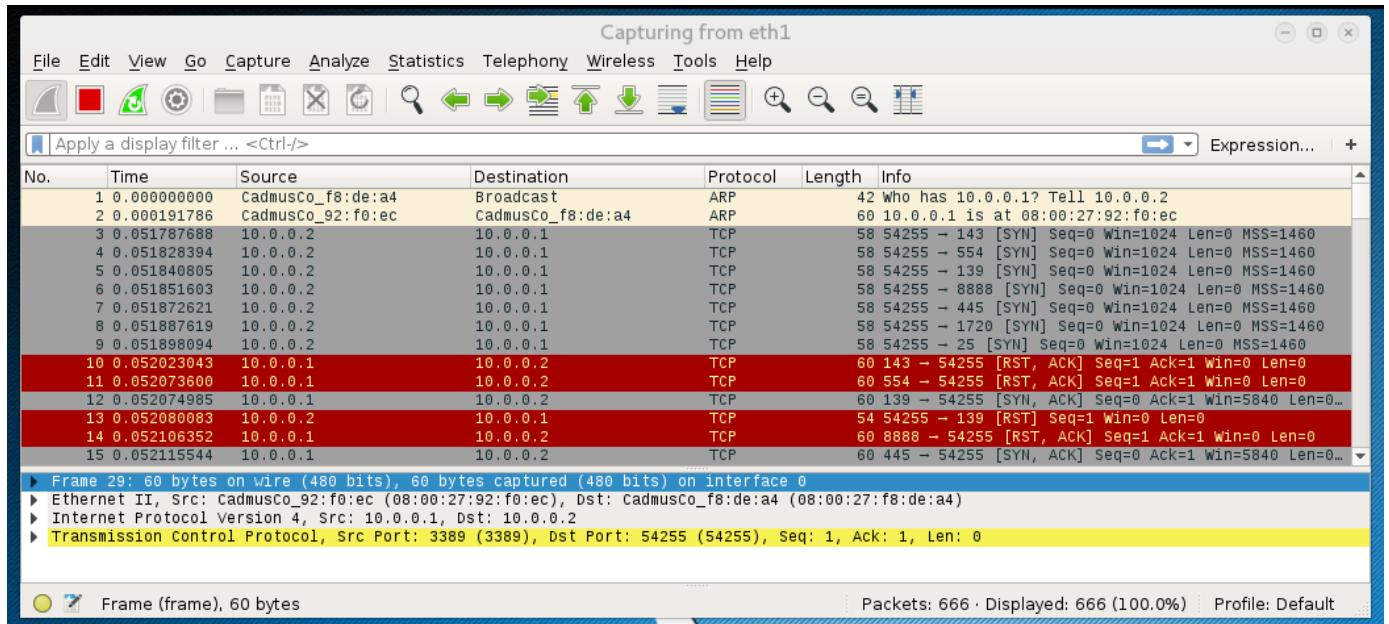 Capturing from eth1
File Edit View Go Capture Analyze Statistics Telephony Wireless Tools Help
Apply a display filter ... <Ctrl-/> Expression... +
No. Time Source Destination Protocol Length Info
1 0.000000000 CadmusCo_f8:de:a4 Broadcast ARP 42 Who has 10.0.0.1? Tell 10.0.0.2
2 0.000191786 CadmusCo_92:f0:ec CadmusCo_f8:de:a4 ARP 60 10.0.0.1 is at 08:00:27:92:f0:ec
3 0.051787688 10.0.0.2 10.0.0.1 TCP 58 54255 → 143 [SYN] Seq=0 Win=1024 Len=0 MSS=1460
4 0.051828394 10.0.0.2 10.0.0.1 TCP 58 54255 → 554 [SYN] Seq=0 Win=1024 Len=0 MSS=1460
5 0.051840805 10.0.0.2 10.0.0.1 TCP 58 54255 → 139 [SYN] Seq=0 Win=1024 Len=0 MSS=1460
6 0.051851603 10.0.0.2 10.0.0.1 TCP 58 54255 → 8888 [SYN] Seq=0 Win=1024 Len=0 MSS=1460
7 0.051872621 10.0.0.2 10.0.0.1 TCP 58 54255 → 445 [SYN] Seq=0 Win=1024 Len=0 MSS=1460
8 0.051887619 10.0.0.2 10.0.0.1 TCP 58 54255 → 1720 [SYN] Seq=0 Win=1024 Len=0 MSS=1460
9 0.051898094 10.0.0.2 10.0.0.1 TCP 58 54255 → 25 [SYN] Seq=0 Win=1024 Len=0 MSS=1460
10 0.052023043 10.0.0.1 10.0.0.2 TCP 60 143 → 54255 [RST, ACK] Seq=1 Ack=1 Win=0 Len=0
11 0.052073600 10.0.0.1 10.0.0.2 TCP 60 554 → 54255 [RST, ACK] Seq=1 Ack=1 Win=0 Len=0
12 0.052074985 10.0.0.1 10.0.0.2 TCP 60 139 → 54255 [SYN, ACK] Seq=0 Ack=1 Win=5840 Len=0…
13 0.052080083 10.0.0.2 10.0.0.1 TCP 54 54255 → 139 [RST] Seq=1 Win=0 Len=0
14 0.052106352 10.0.0.1 10.0.0.2 TCP 60 8888 → 54255 [RST, ACK] Seq=1 Ack=1 Win=0 Len=0
15 0.052115544 10.0.0.1 10.0.0.2 TCP 60 445 → 54255 [SYN, ACK] Seq=0 Ack=1 Win=5840 Len=0…
Frame 29: 60 bytes on wire (480 bits), 60 bytes captured (480 bits) on interface 0
Ethernet II, Src: CadmusCo_92:f0:ec (08:00:27:92:f0:ec), Dst: CadmusCo_f8:de:a4 (08:00:27:f8:de:a4)
Internet Protocol Version 4, Src: 10.0.0.1, Dst: 10.0.0.2
Transmission Control Protocol, Src Port: 3389 (3389), Dst Port: 54255 (54255), Seq: 1, Ack: 1, Len: 0
Frame (frame), 60 bytes Packets: 666 · Displayed: 666 (100.0%) Profile: Default